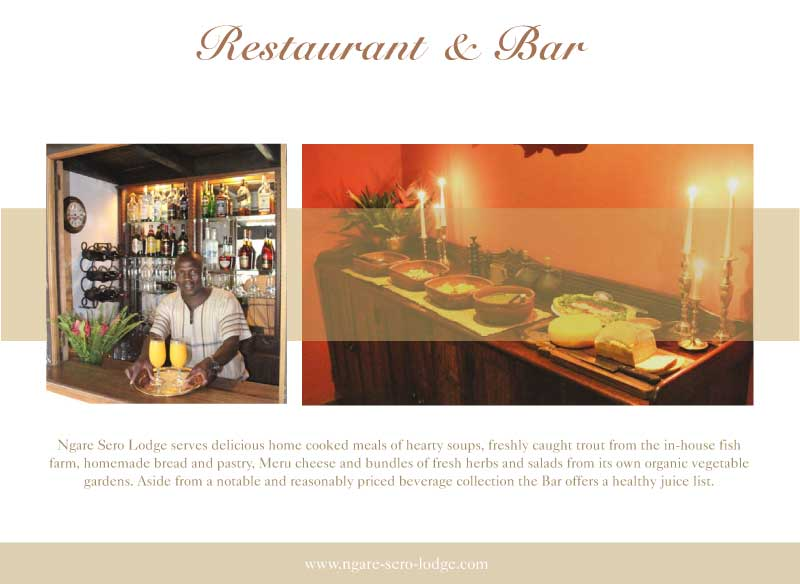 Restaurant & Bar
Ngare Sero Lodge serves delicious home cooked meals of hearty soups, freshly caught trout from the in-house fish
farm, homemade bread and pastry, Meru cheese and bundles of fresh herbs and salads from its own organic vegetable
gardens. Aside from a notable and reasonably priced beverage collection the Bar offers a healthy juice list.
www.ngare-sero-lodge.com